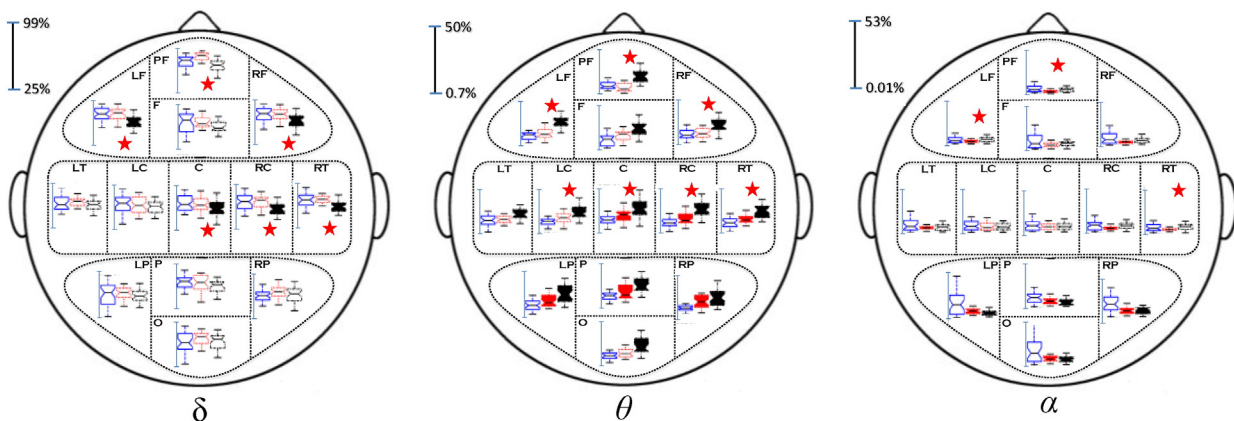 99%
25%
PF
LF
RF
F
LT
LC
C
RC
RT
LP
P
RP
O
δ
50%
0.7%
PF
LF
RF
F
LT
LC
C
RC
RT
LP
P
RP
O
θ
53%
0.01%
PF
LF
RF
F
LT
LC
C
RC
RT
LP
P
RP
O
α